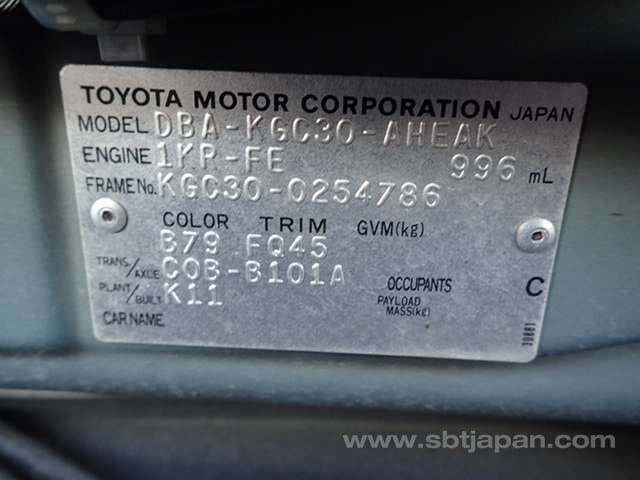 TOYOTA MOTOR CORPORATION JAPAN
MODEL DBA-KGC30-AHEAK
ENGINE 1KR-FE 996 mL
FRAME No. KGC30-0254786
COLOR TRIM GVM(kg)
B79 FQ45
TRANS./AXLE C0B-B101A OCCUPANTS C
PLANT/BUILT K11 PAYLOAD MASS(kg)
CAR NAME
30881
www.sbtjapan.com